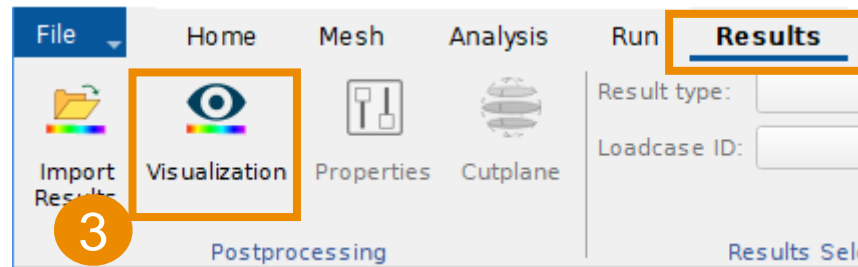 File Home Mesh Analysis Run Results
Result type:
Loadcase ID:
Import Results
Visualization
Properties
Cutplane
3
Postprocessing
Results Sel